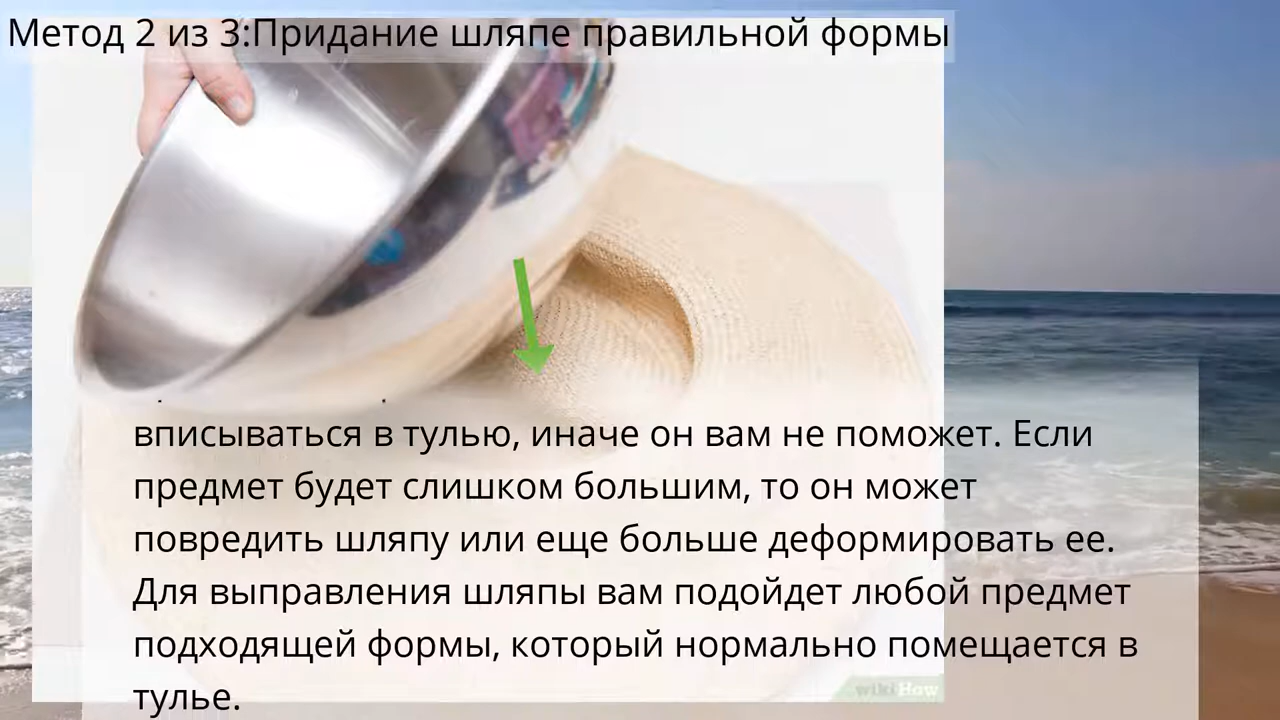 Метод 2 из 3:Придание шляпе правильной формы
вписываться в тулью, иначе он вам не поможет. Если
предмет будет слишком большим, то он может
повредить шляпу или еще больше деформировать ее.
Для выправления шляпы вам подойдет любой предмет
подходящей формы, который нормально помещается в
тулье.
wikiHow